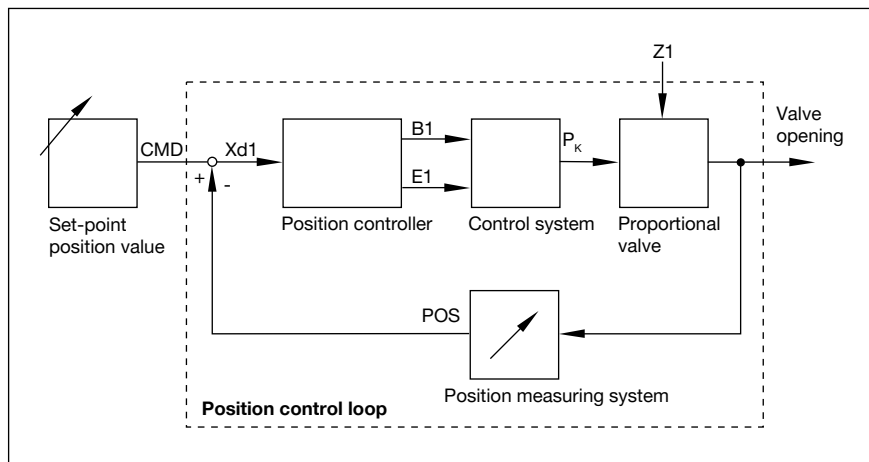 Z1
Valve
opening
CMD
Xd1
B1
E1
P_K
+
-
Set-point
position value
Position controller
Control system
Proportional
valve
POS
Position measuring system
Position control loop